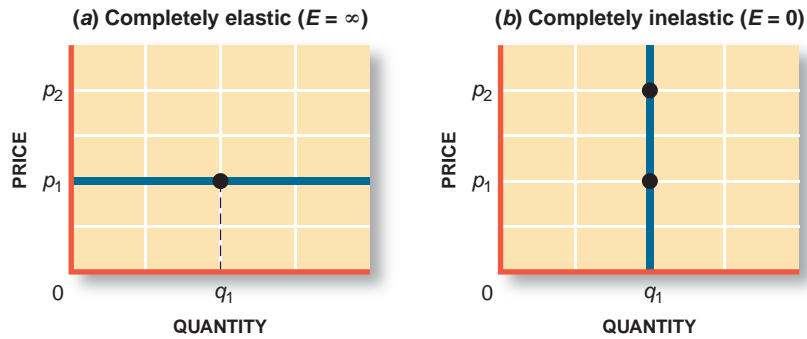 (a) Completely elastic (E = ∞)
PRICE
p2
p1
0
q1
QUANTITY
(b) Completely inelastic (E = 0)
PRICE
p2
p1
0
q1
QUANTITY